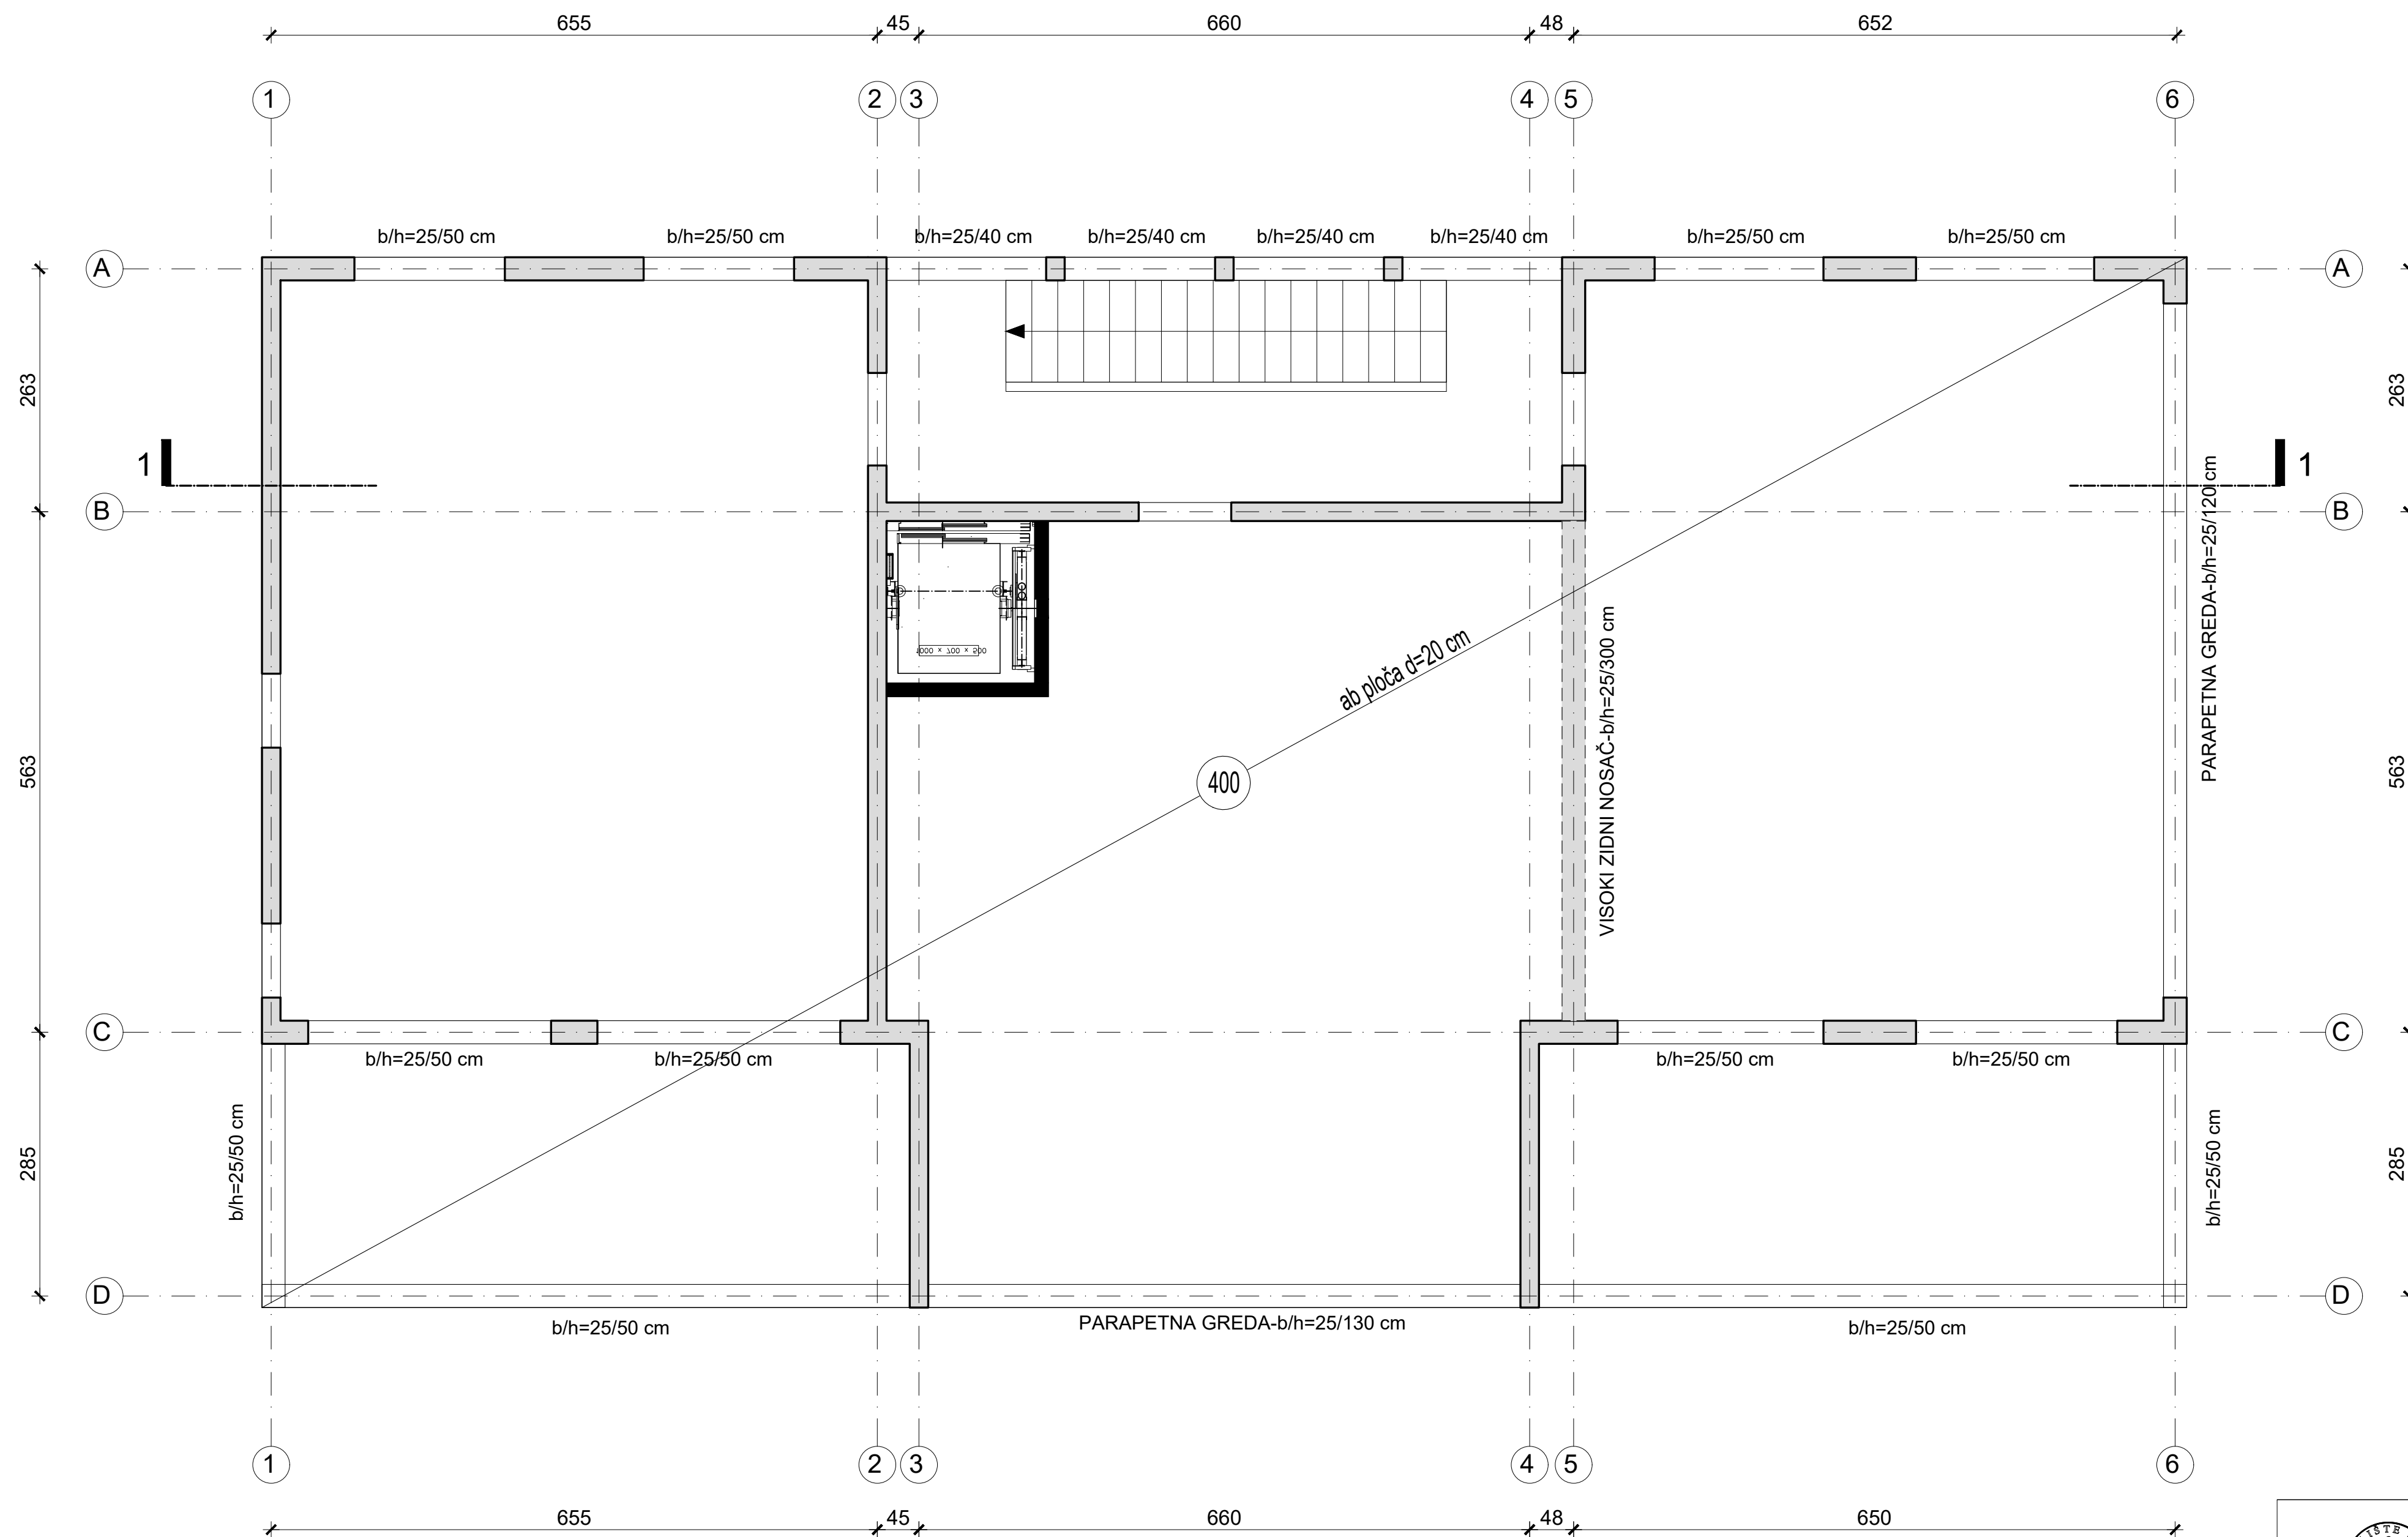 655 45 660 48 652
1 2 3 4 5 6
b/h=25/50 cm b/h=25/50 cm b/h=25/40 cm b/h=25/40 cm b/h=25/40 cm b/h=25/40 cm b/h=25/50 cm b/h=25/50 cm
A A
263 263
1 1
B B
PARAPETNA GREDA-b/h=25/120 cm
1000 x 700 x 500
ab ploča d=20 cm
VISOKI ZIDNI NOSAČ-b/h=25/300 cm
400
563 563
C C
b/h=25/50 cm b/h=25/50 cm b/h=25/50 cm b/h=25/50 cm
b/h=25/50 cm b/h=25/50 cm
285 285
D D
b/h=25/50 cm PARAPETNA GREDA-b/h=25/130 cm b/h=25/50 cm
1 2 3 4 5 6
655 45 660 48 650